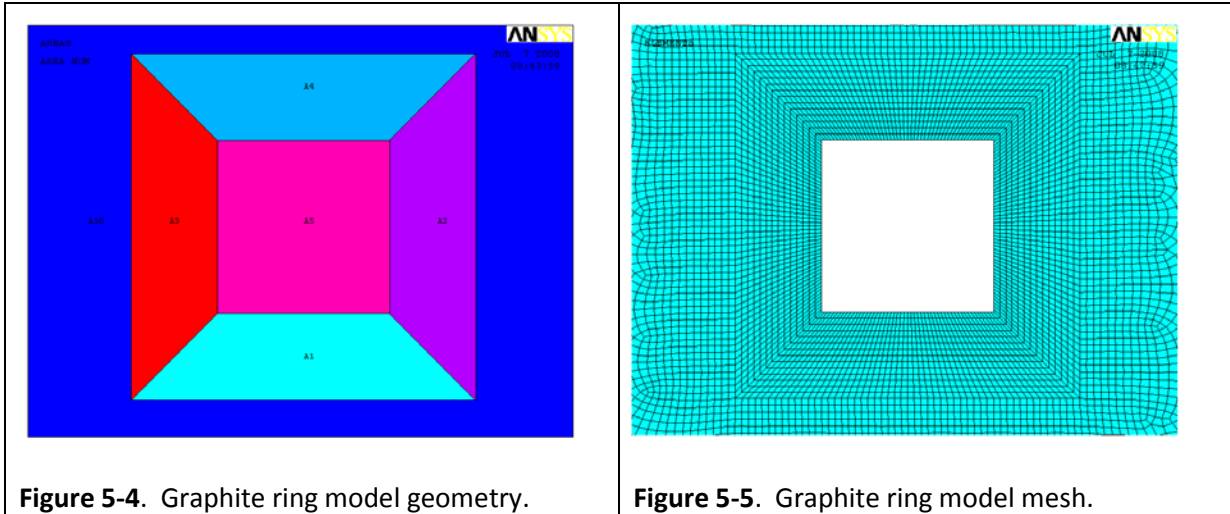 ANSYS
AREAS
AREA NUM
A4
A10
A3
A5
A2
A1
Figure 5-4. Graphite ring model geometry.
ANSYS
ELEMENTS
Figure 5-5. Graphite ring model mesh.